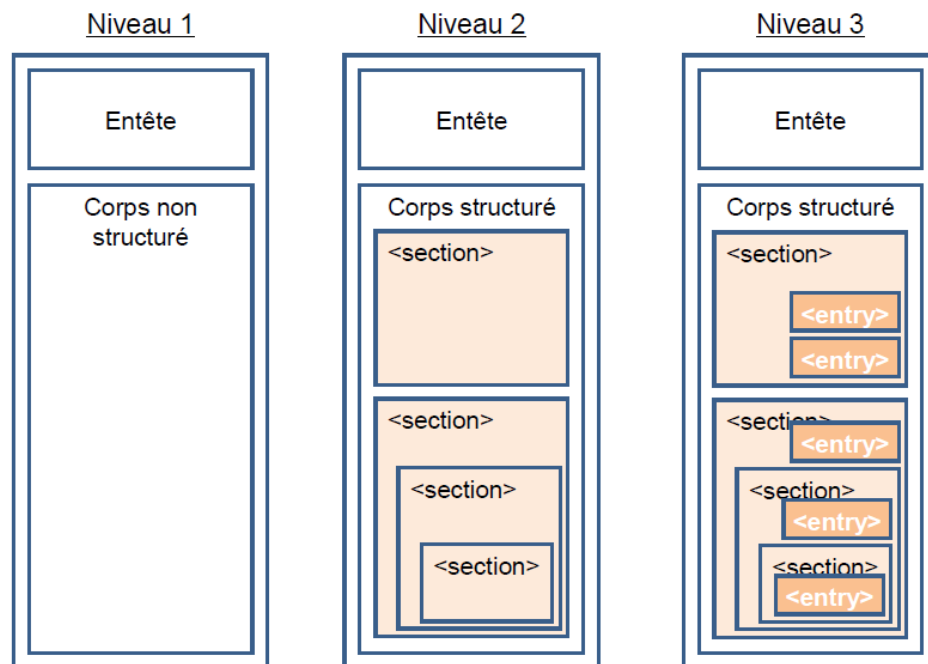 Niveau 1
Entête
Corps non
structuré
Niveau 2
Entête
Corps structuré
<section>
<section>
<section>
<section>
Niveau 3
Entête
Corps structuré
<section>
<entry>
<entry>
<section>
<entry>
<section>
<entry>
<section>
<entry>